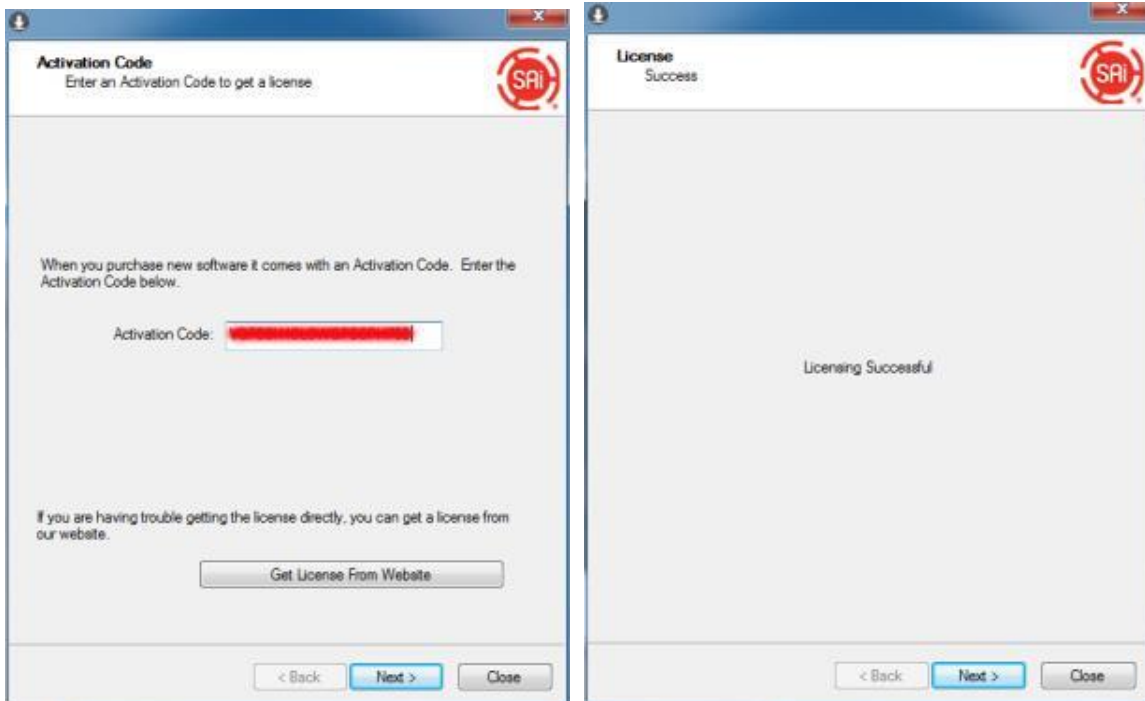 Activation Code
Enter an Activation Code to get a license
SAi
When you purchase new software it comes with an Activation Code. Enter the
Activation Code below.
Activation Code:
If you are having trouble getting the license directly, you can get a license from
our website.
Get License From Website
< Back
Next >
Close
License
Success
SAi
Licensing Successful
< Back
Next >
Close